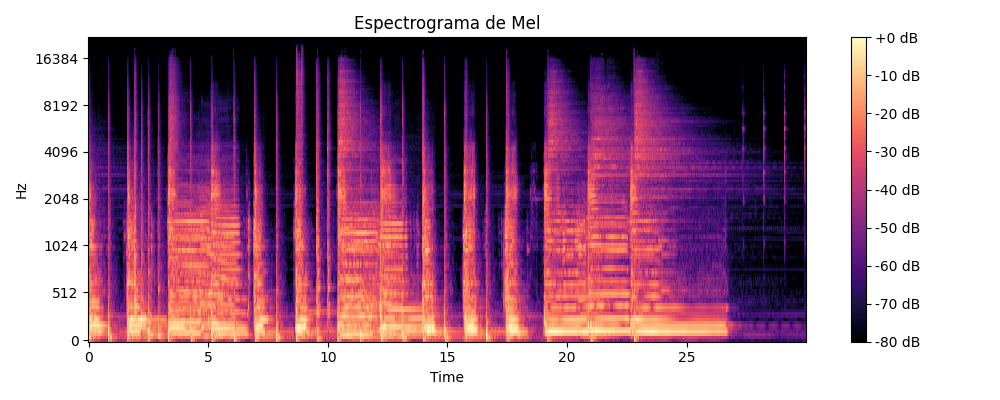 Espectrograma de Mel
16384
8192
4096
2048
1024
512
0
Hz
0 5 10 15 20 25
Time
+0 dB
-10 dB
-20 dB
-30 dB
-40 dB
-50 dB
-60 dB
-70 dB
-80 dB